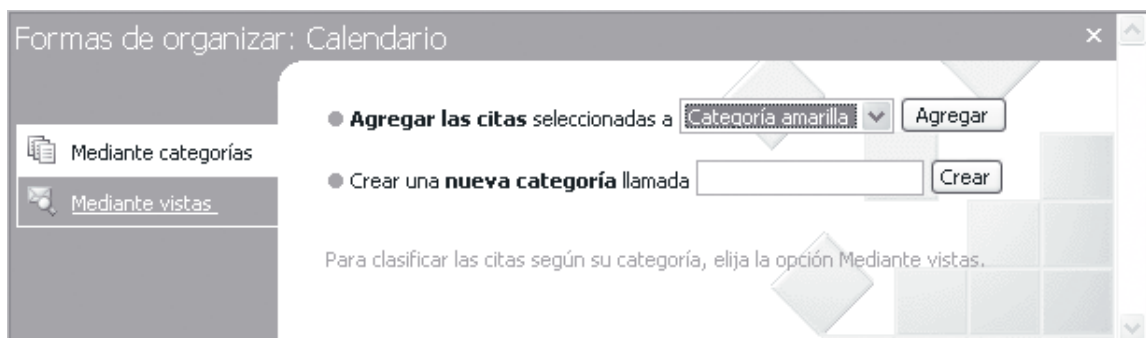 Formas de organizar: Calendario
Mediante categorías
Mediante vistas
Agregar las citas seleccionadas a Categoría amarilla Agregar
Crear una nueva categoría llamada Crear
Para clasificar las citas según su categoría, elija la opción Mediante vistas.